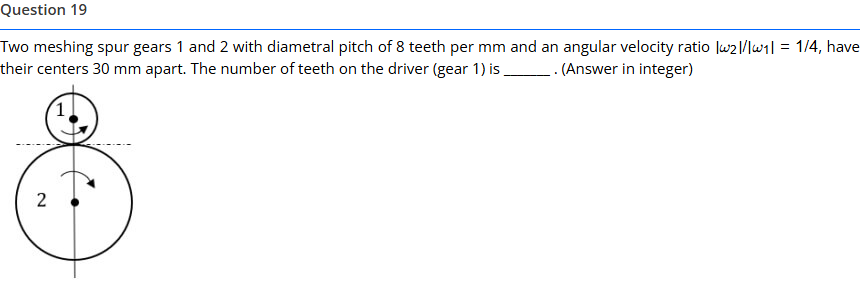 Question 19
Two meshing spur gears 1 and 2 with diametral pitch of 8 teeth per mm and an angular velocity ratio |ω2|/|ω1| = 1/4, have
their centers 30 mm apart. The number of teeth on the driver (gear 1) is ______ . (Answer in integer)
1
2